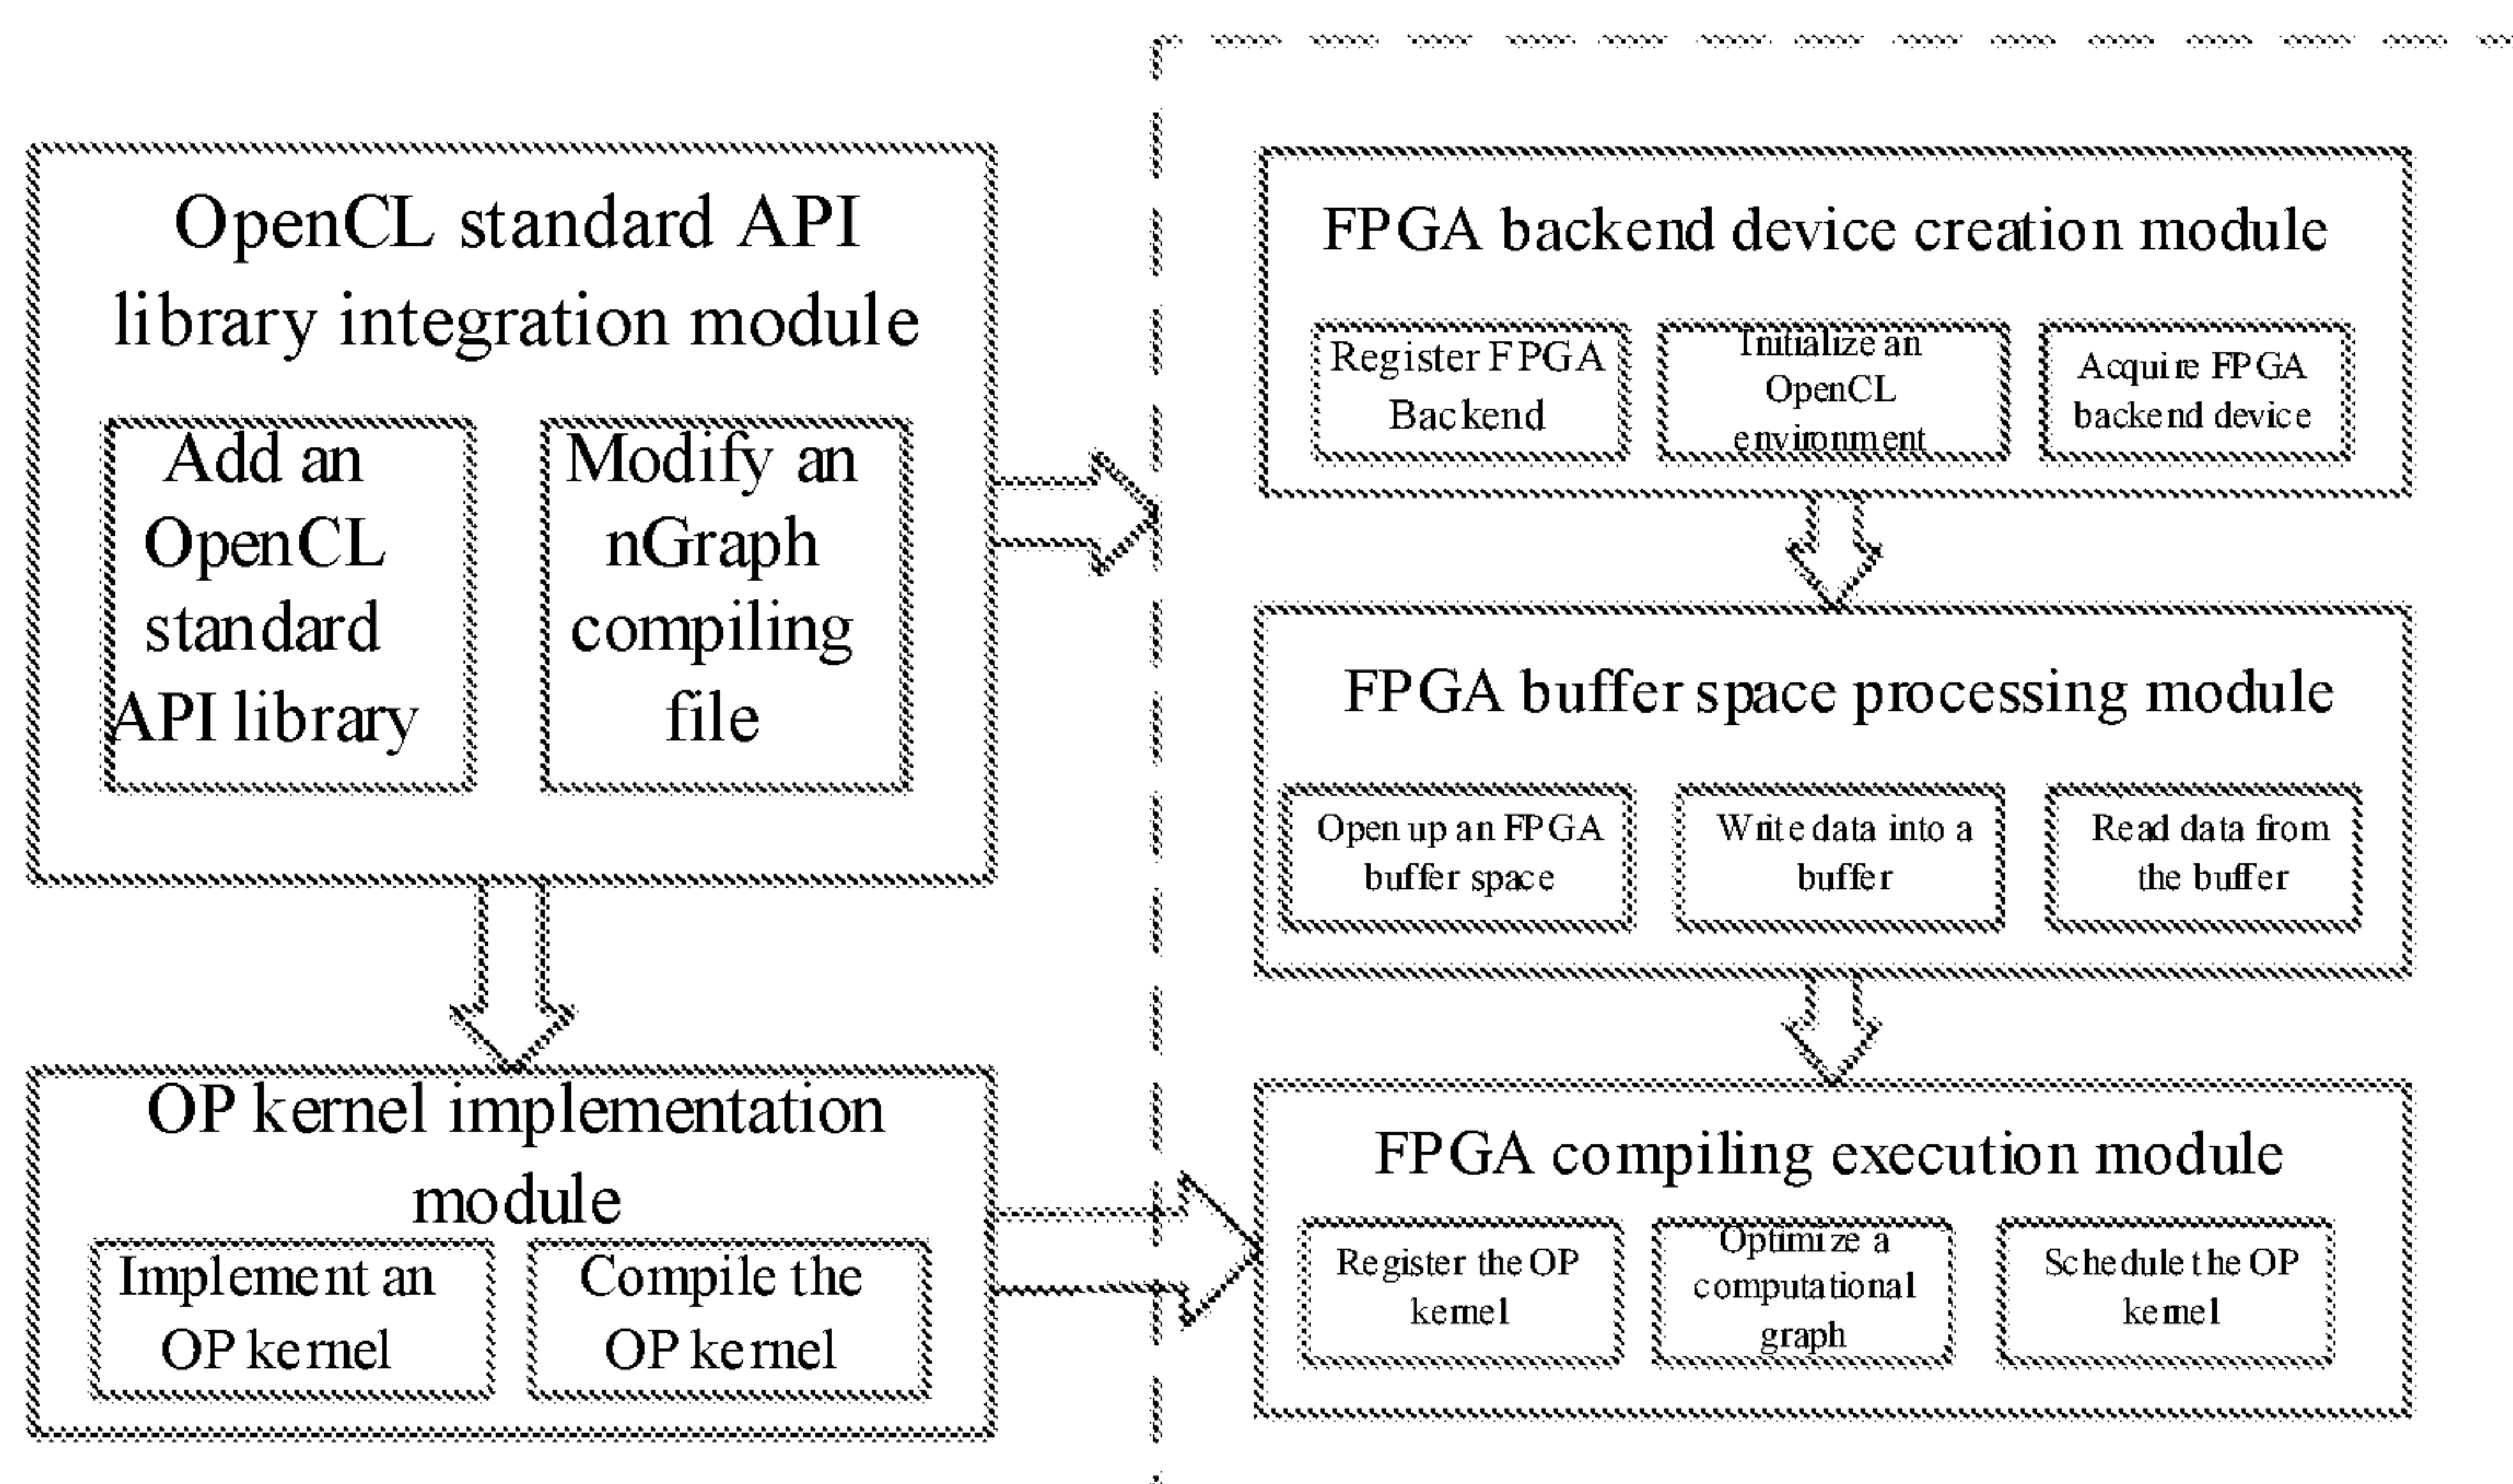 OpenCL standard API
library integration module
Add an
OpenCL
standard
API library
Modify an
nGraph
compiling
file
OP kernel implementation
module
Implement an
OP kernel
Compile the
OP kernel
FPGA backend device creation module
Register FPGA
Backend
Initialize an
OpenCL
environment
Acquire FPGA
backend device
FPGA buffer space processing module
Open up an FPGA
buffer space
Write data into a
buffer
Read data from
the buffer
FPGA compiling execution module
Register the OP
kernel
Optimize a
computational
graph
Schedule the OP
kernel